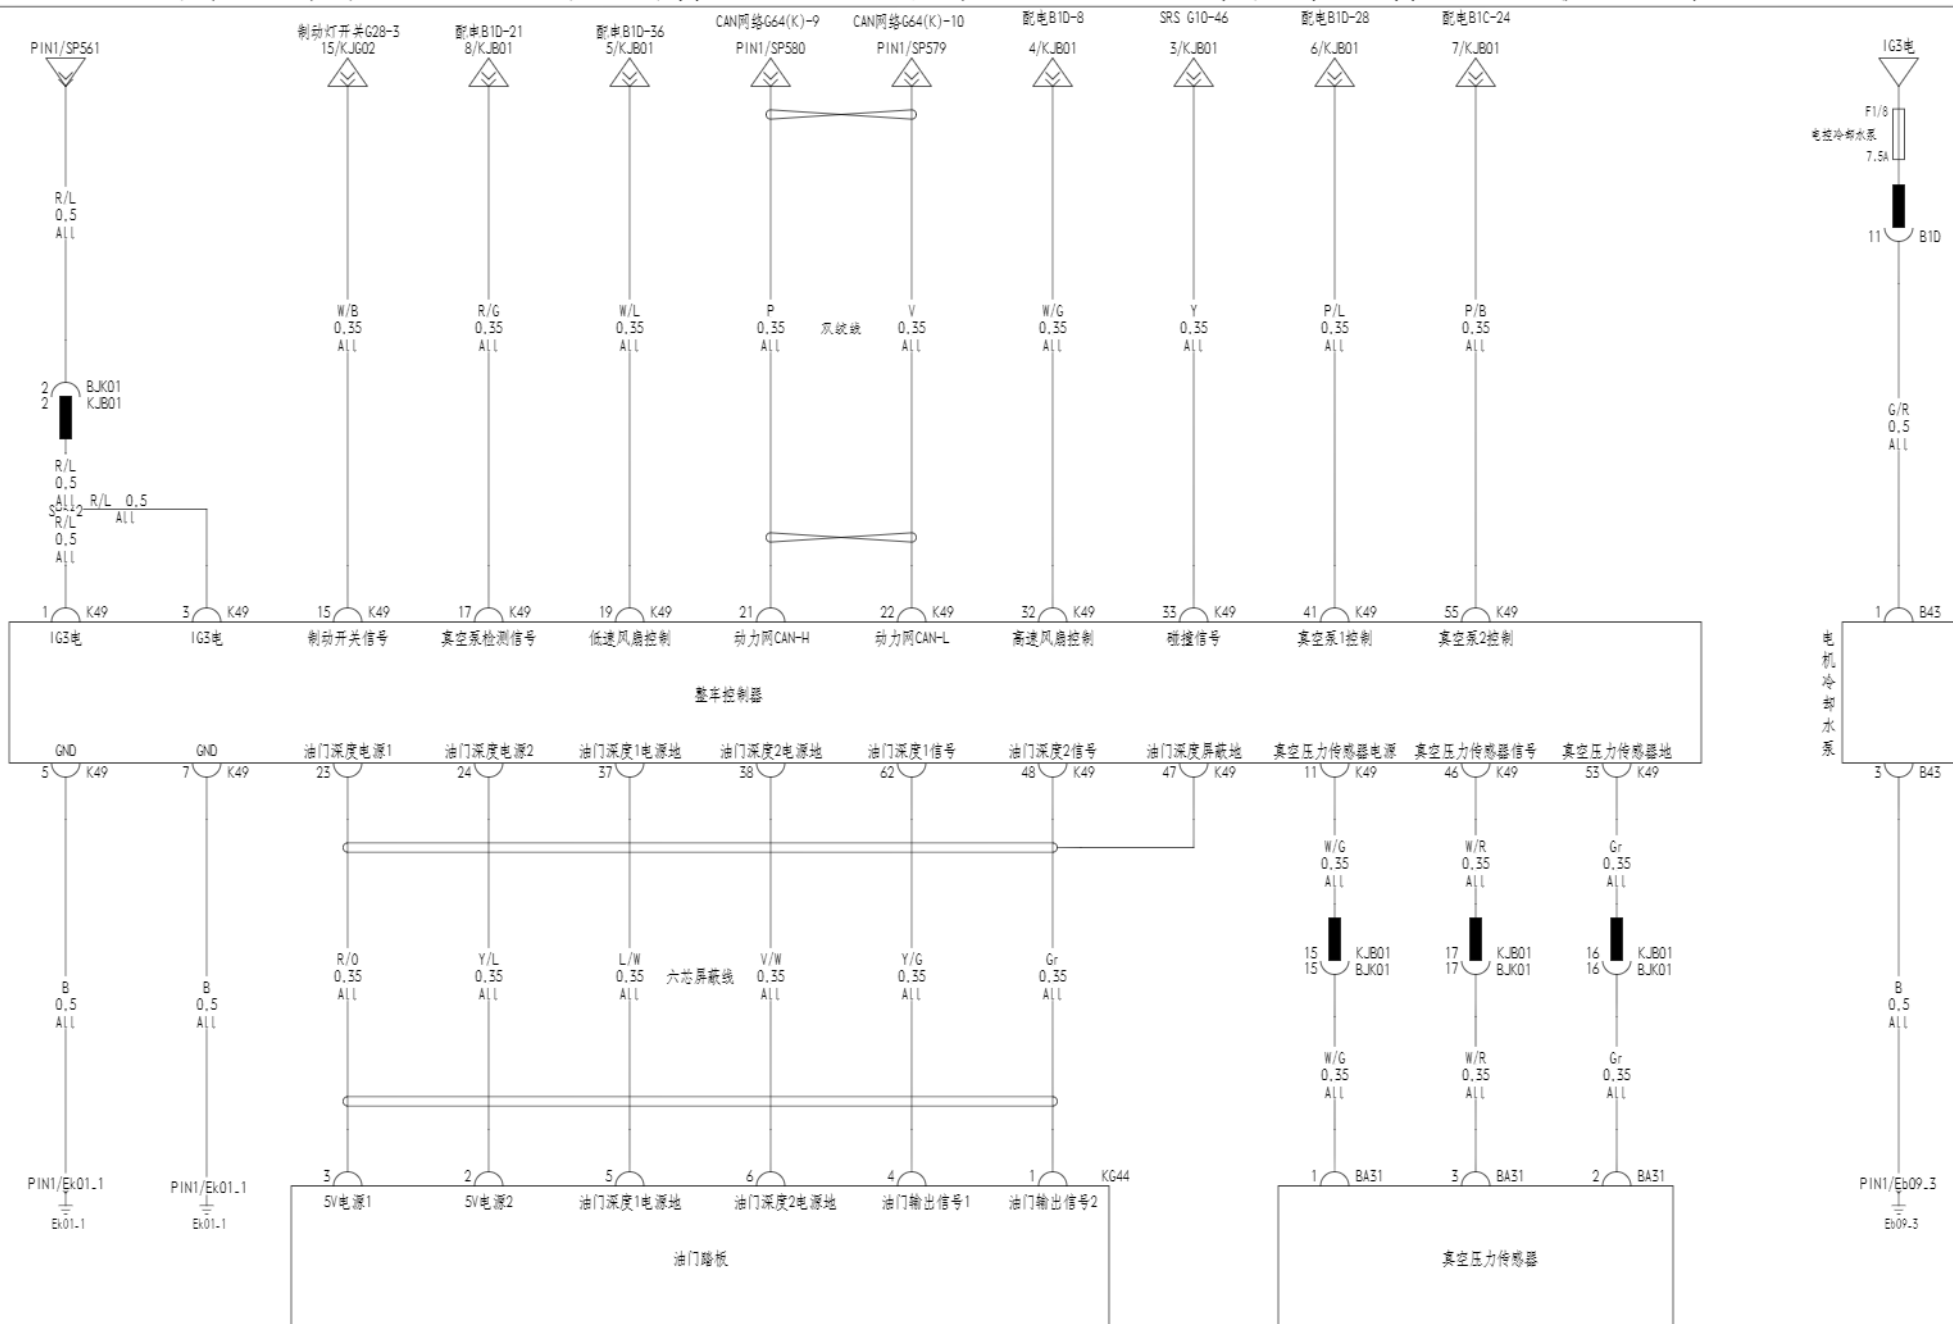 制动灯开关G28-3 配电B1D-21 配电B1D-36 CAN网络G64(K)-9 CAN网络G64(K)-10 配电B1D-8 SRS G10-46 配电B1D-28 配电B1C-24
PIN1/SP561 15/KJG02 8/KJB01 5/KJB01 PIN1/SP580 PIN1/SP579 4/KJB01 3/KJB01 6/KJB01 7/KJB01 IG3电
F1/8
电控冷却水泵
7.5A
R/L
0.5
All
11 B1D
W/B R/G W/L P V W/G Y P/L P/B
0.35 0.35 0.35 0.35 双绞线 0.35 0.35 0.35 0.35 0.35
All All All All All All All All All
2 BJK01
2 KJB01
G/R
0.5
All
R/L
0.5
All R/L 0.5
All
R/L
0.5
All
1 K49 3 K49 15 K49 17 K49 19 K49 21 22 K49 32 K49 33 K49 41 K49 55 K49 1 B43
IG3电 IG3电 制动开关信号 真空泵检测信号 低速风扇控制 动力网CAN-H 动力网CAN-L 高速风扇控制 碰撞信号 真空泵1控制 真空泵2控制
整车控制器
电机冷却水泵
GND GND 油门深度电源1 油门深度电源2 油门深度1电源地 油门深度2电源地 油门深度1信号 油门深度2信号 油门深度屏蔽地 真空压力传感器电源 真空压力传感器信号 真空压力传感器地
5 K49 7 K49 23 24 37 38 62 48 K49 47 K49 11 K49 46 K49 53 K49 3 B43
W/G W/R Gr
0.35 0.35 0.35
All All All
R/O Y/L L/W V/W Y/G Gr
0.35 0.35 0.35 六芯屏蔽线 0.35 0.35 0.35
All All All All All All
15 KJB01 17 KJB01 16 KJB01
15 BJK01 17 BJK01 16 BJK01
B B B
0.5 0.5 0.5
All All All
W/G W/R Gr
0.35 0.35 0.35
All All All
3 2 5 6 4 1 KG44 1 BA31 3 BA31 2 BA31
PIN1/Ek01_1 PIN1/Ek01_1 PIN1/Eb09_3
5V电源1 5V电源2 油门深度1电源地 油门深度2电源地 油门输出信号1 油门输出信号2
Ek01-1 Ek01-1 Eb09-3
油门踏板 真空压力传感器